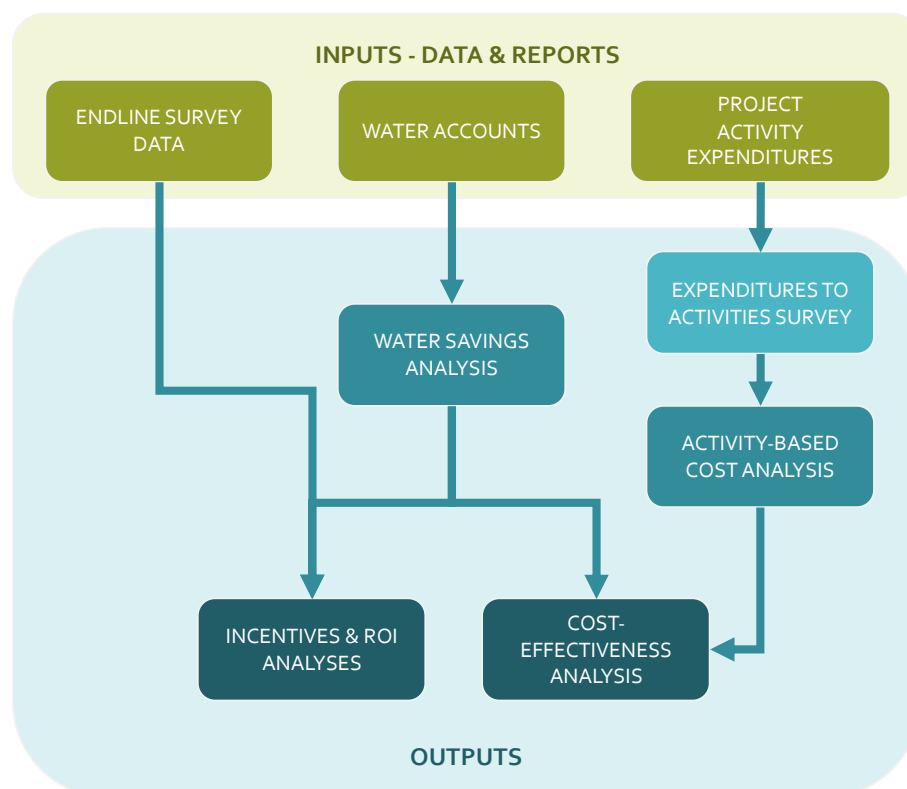 INPUTS - DATA & REPORTS
ENDLINE SURVEY
DATA
WATER ACCOUNTS
PROJECT
ACTIVITY
EXPENDITURES
EXPENDITURES TO
ACTIVITIES SURVEY
WATER SAVINGS
ANALYSIS
ACTIVITY-BASED
COST ANALYSIS
INCENTIVES & ROI
ANALYSES
COST-
EFFECTIVENESS
ANALYSIS
OUTPUTS